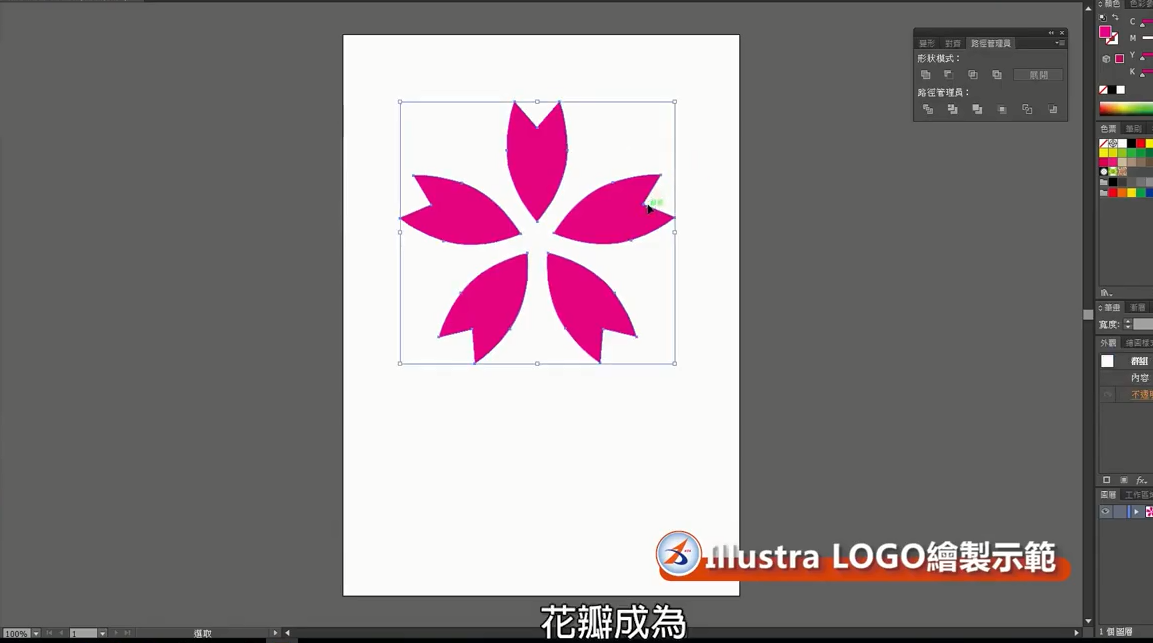 顏色
色彩參
C
M
Y
K
變形
對齊
路徑管理員
形狀模式:
展開
路徑管理員:
色票
筆刷
筆畫
漸層
寬度:
外觀
繪圖樣式
群組
內容
不透明
fx
圖層
工作區域
Illustra LOGO繪製示範
花瓣成為
100%
1
選取
1 個圖層